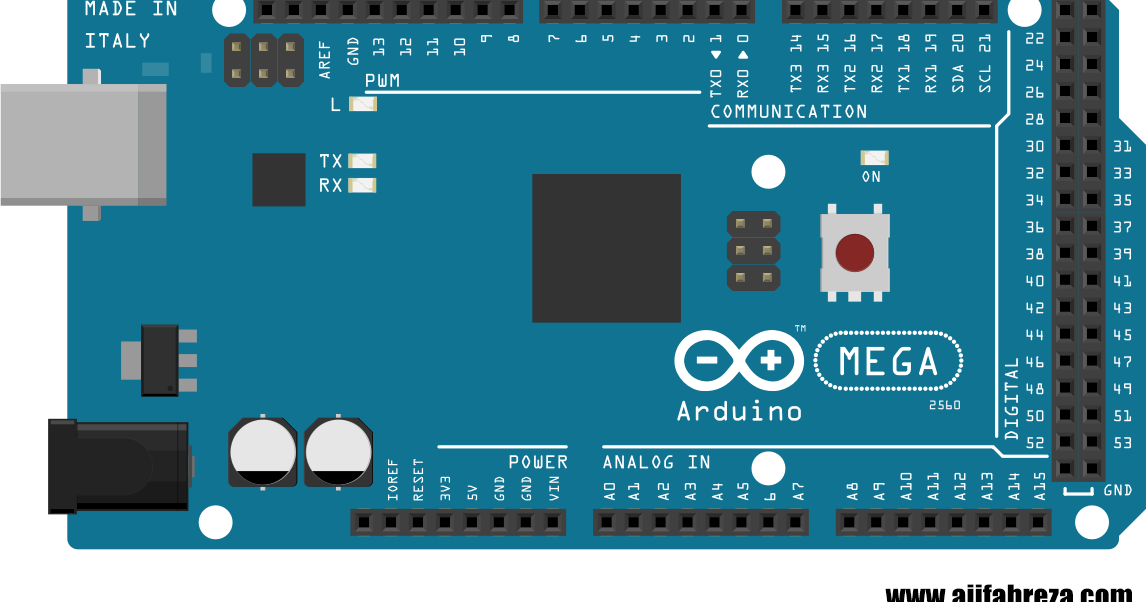 MADE IN
ITALY
AREF
GND
13
12
11
10
9
8
7
6
5
4
3
2
TX0 1
RX0 0
TX3 14
RX3 15
TX2 16
RX2 17
TX1 18
RX1 19
SDA 20
SCL 21
PWM
COMMUNICATION
L
TX
RX
ON
22
24
26
28
30 31
32 33
34 35
36 37
38 39
40 41
42 43
44 45
46 47
48 49
50 51
52 53
DIGITAL
GND
TM
MEGA
Arduino
2560
POWER
ANALOG IN
IOREF
RESET
3V3
5V
GND
GND
VIN
A0
A1
A2
A3
A4
A5
6
A7
A8
A9
A10
A11
A12
A13
A14
A15
www.ajifahreza.com